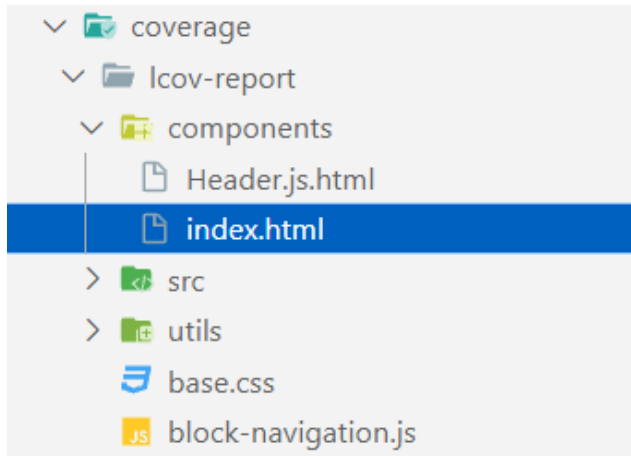 coverage
lcov-report
components
Header.js.html
index.html
src
utils
base.css
JS block-navigation.js